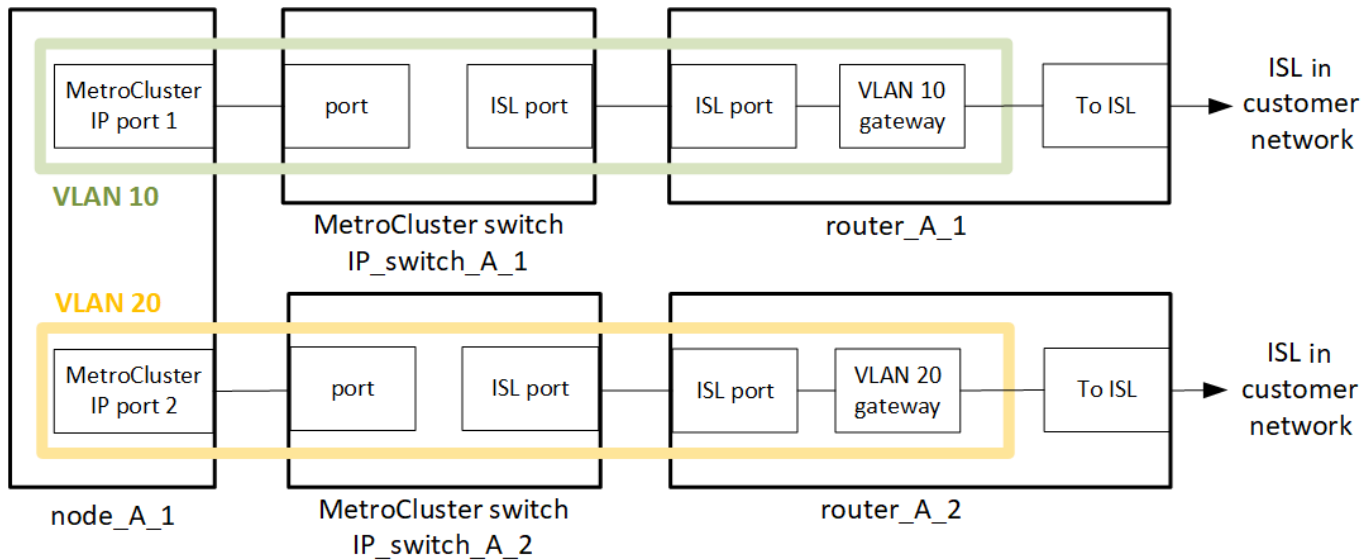 MetroCluster
IP port 1
port
ISL port
ISL port
VLAN 10
gateway
To ISL
ISL in
customer
network
VLAN 10
MetroCluster switch
IP_switch_A_1
router_A_1
VLAN 20
MetroCluster
IP port 2
port
ISL port
ISL port
VLAN 20
gateway
To ISL
ISL in
customer
network
node_A_1
MetroCluster switch
IP_switch_A_2
router_A_2